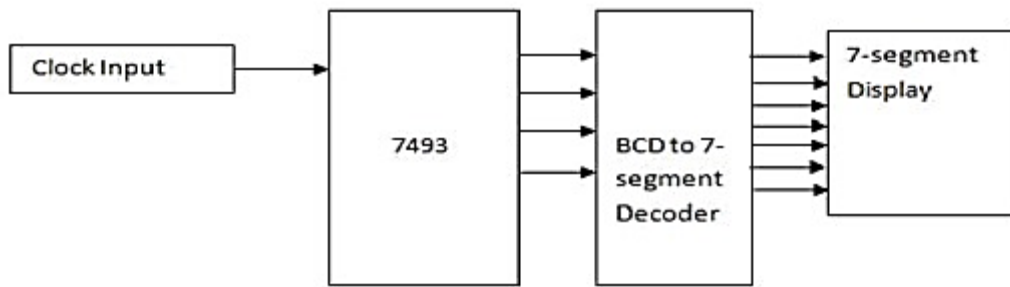 Clock Input
7493
BCD to 7-
segment
Decoder
7-segment
Display